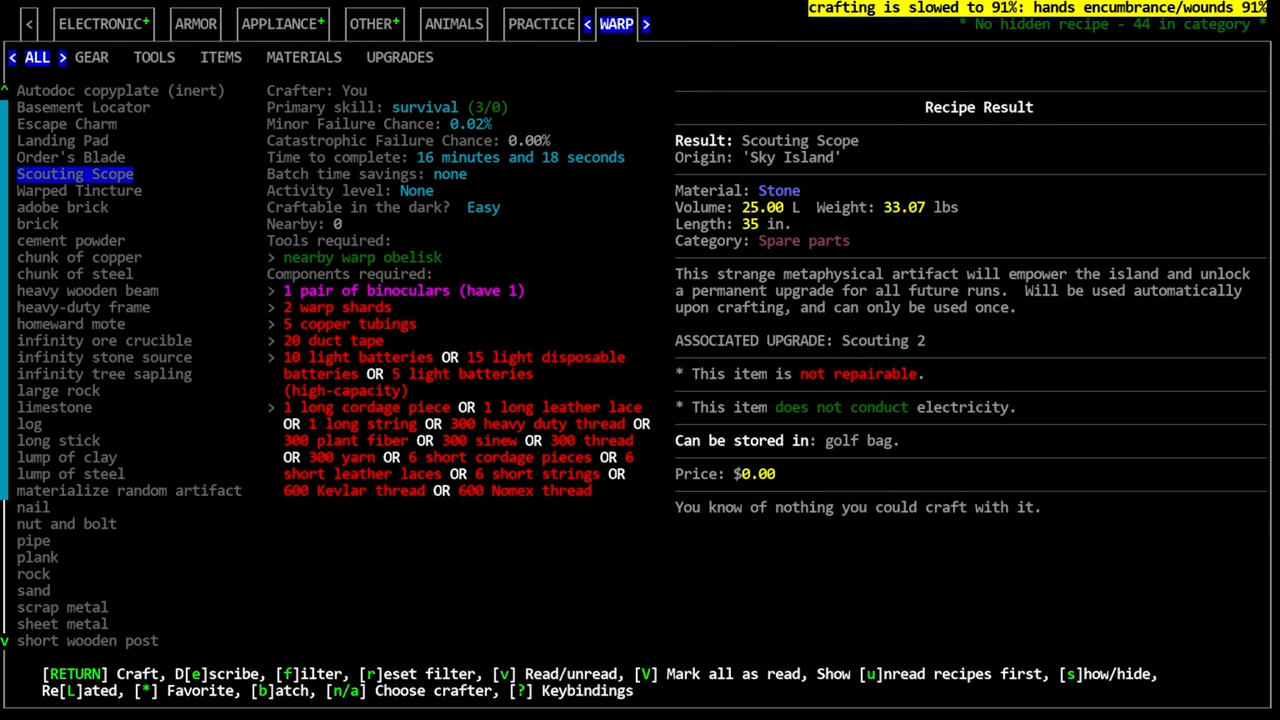 crafting is slowed to 91%: hands encumbrance/wounds 91%
< ELECTRONIC+ ARMOR APPLIANCE+ OTHER+ ANIMALS PRACTICE < WARP >
* No hidden recipe - 44 in category *
< ALL > GEAR TOOLS ITEMS MATERIALS UPGRADES
^ Autodoc copyplate (inert)
Basement Locator
Escape Charm
Landing Pad
Order's Blade
Scouting Scope
Warped Tincture
adobe brick
brick
cement powder
chunk of copper
chunk of steel
heavy wooden beam
heavy-duty frame
homeward mote
infinity ore crucible
infinity stone source
infinity tree sapling
large rock
limestone
log
long stick
lump of clay
lump of steel
materialize random artifact
nail
nut and bolt
pipe
plank
rock
sand
scrap metal
sheet metal
v short wooden post
Crafter: You
Primary skill: survival (3/0)
Minor Failure Chance: 0.02%
Catastrophic Failure Chance: 0.00%
Time to complete: 16 minutes and 18 seconds
Batch time savings: none
Activity level: None
Craftable in the dark? Easy
Nearby: 0
Tools required:
> nearby warp obelisk
Components required:
> 1 pair of binoculars (have 1)
> 2 warp shards
> 5 copper tubings
> 20 duct tape
> 10 light batteries OR 15 light disposable
batteries OR 5 light batteries
(high-capacity)
> 1 long cordage piece OR 1 long leather lace
OR 1 long string OR 300 heavy duty thread OR
300 plant fiber OR 300 sinew OR 300 thread
OR 300 yarn OR 6 short cordage pieces OR 6
short leather laces OR 6 short strings OR
600 Kevlar thread OR 600 Nomex thread
Recipe Result
Result: Scouting Scope
Origin: 'Sky Island'
Material: Stone
Volume: 25.00 L Weight: 33.07 lbs
Length: 35 in.
Category: Spare parts
This strange metaphysical artifact will empower the island and unlock
a permanent upgrade for all future runs. Will be used automatically
upon crafting, and can only be used once.
ASSOCIATED UPGRADE: Scouting 2
* This item is not repairable.
* This item does not conduct electricity.
Can be stored in: golf bag.
Price: $0.00
You know of nothing you could craft with it.
[RETURN] Craft, D[e]scribe, [f]ilter, [r]eset filter, [v] Read/unread, [V] Mark all as read, Show [u]nread recipes first, [s]how/hide,
Re[L]ated, [*] Favorite, [b]atch, [n/a] Choose crafter, [?] Keybindings